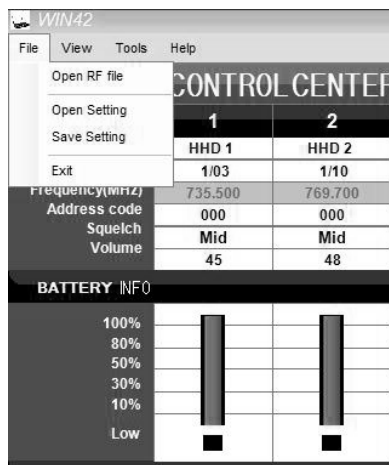 WIN42
File View Tools Help
Open RF file
Open Setting
Save Setting
Exit
CONTROL CENTER
1 2
HHD 1 HHD 2
1/03 1/10
Frequency(MHz) 735.500 769.700
Address code 000 000
Squelch Mid Mid
Volume 45 48
BATTERY INFO
100%
80%
50%
30%
10%
Low